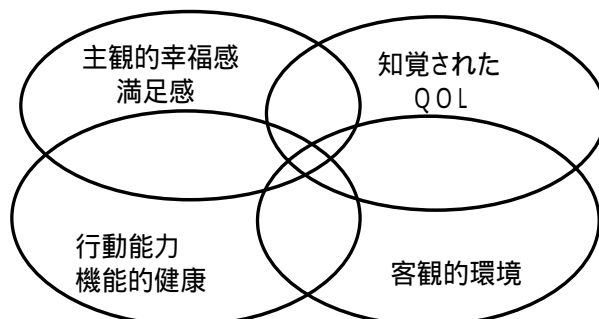 主観的幸福感
満足感
知覚された
QOL
行動能力
機能的健康
客観的環境